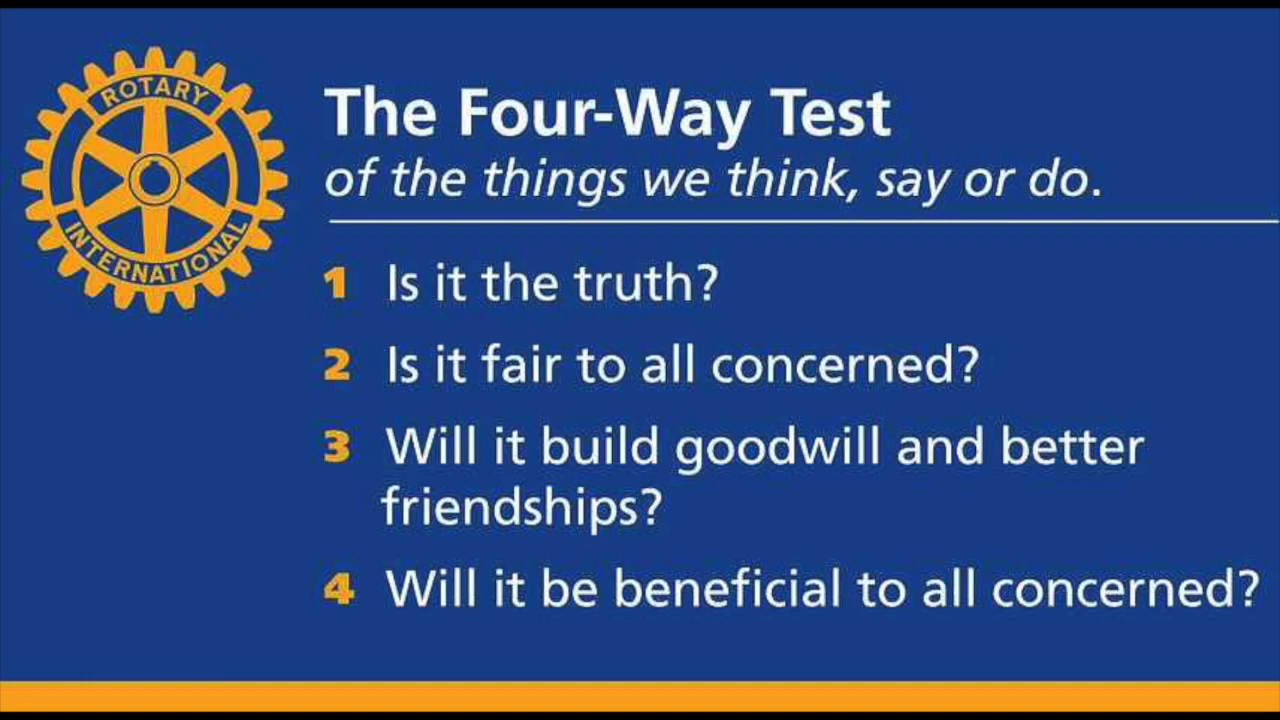 ROTARY
INTERNATIONAL
The Four-Way Test
of the things we think, say or do.
1 Is it the truth?
2 Is it fair to all concerned?
3 Will it build goodwill and better
friendships?
4 Will it be beneficial to all concerned?